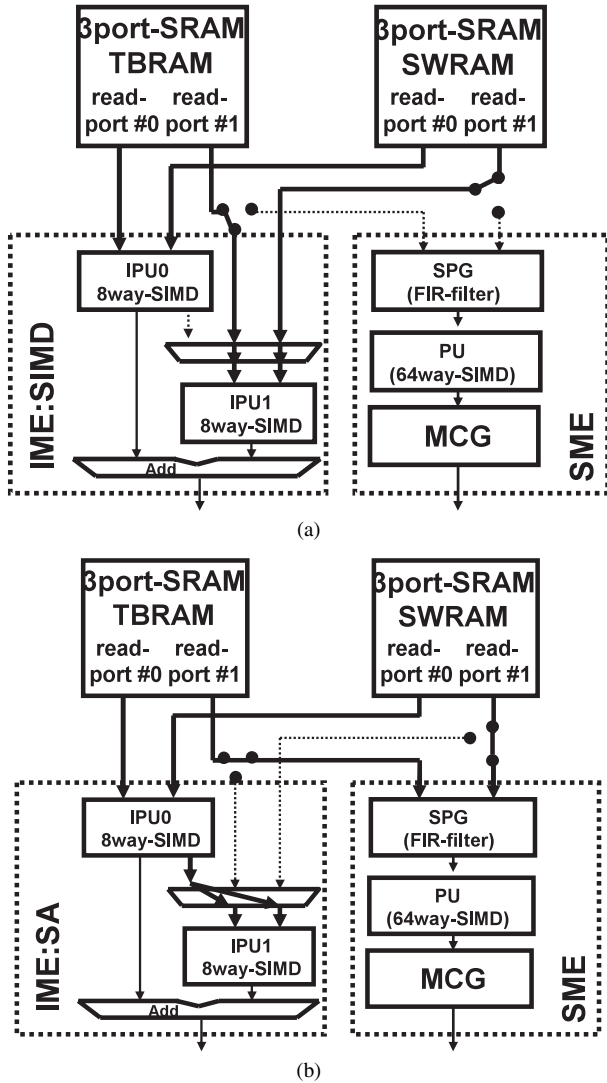 3port-SRAM
TBRAM
read-
port #0
read-
port #1
3port-SRAM
SWRAM
read-
port #0
read-
port #1
IME:SIMD
IPU0
8way-SIMD
IPU1
8way-SIMD
Add
SPG
(FIR-filter)
PU
(64way-SIMD)
MCG
SME
(a)
3port-SRAM
TBRAM
read-
port #0
read-
port #1
3port-SRAM
SWRAM
read-
port #0
read-
port #1
IME:SA
IPU0
8way-SIMD
IPU1
8way-SIMD
Add
SPG
(FIR-filter)
PU
(64way-SIMD)
MCG
SME
(b)